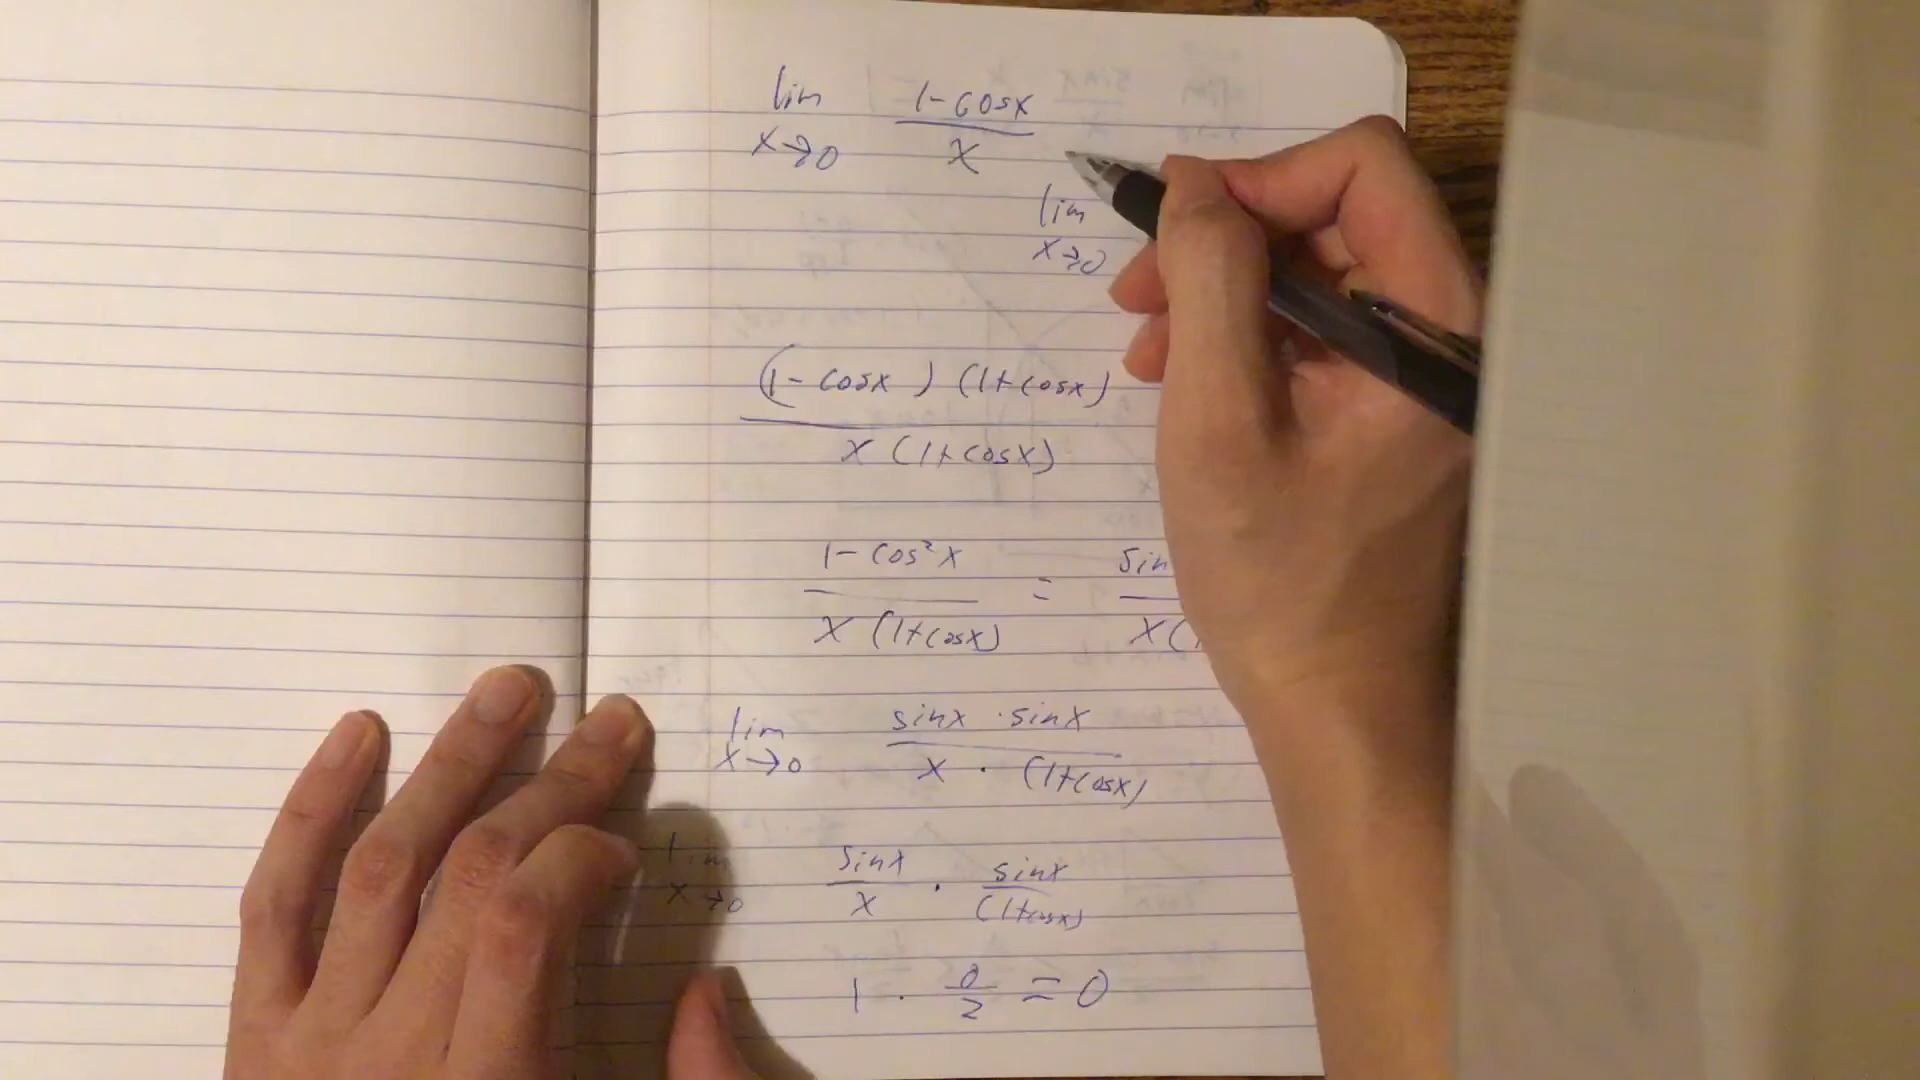 lim 1-cosx
x→0 x
lim
x→0
(1-cosx) (1+cosx)
x (1+cosx)
1-cos²x = sin
x (1+cosx) x(
lim sinx · sinx
x→0 x · (1+cosx)
lim sinx · sinx
x→0 x (1+cosx)
1 · 0/2 = 0